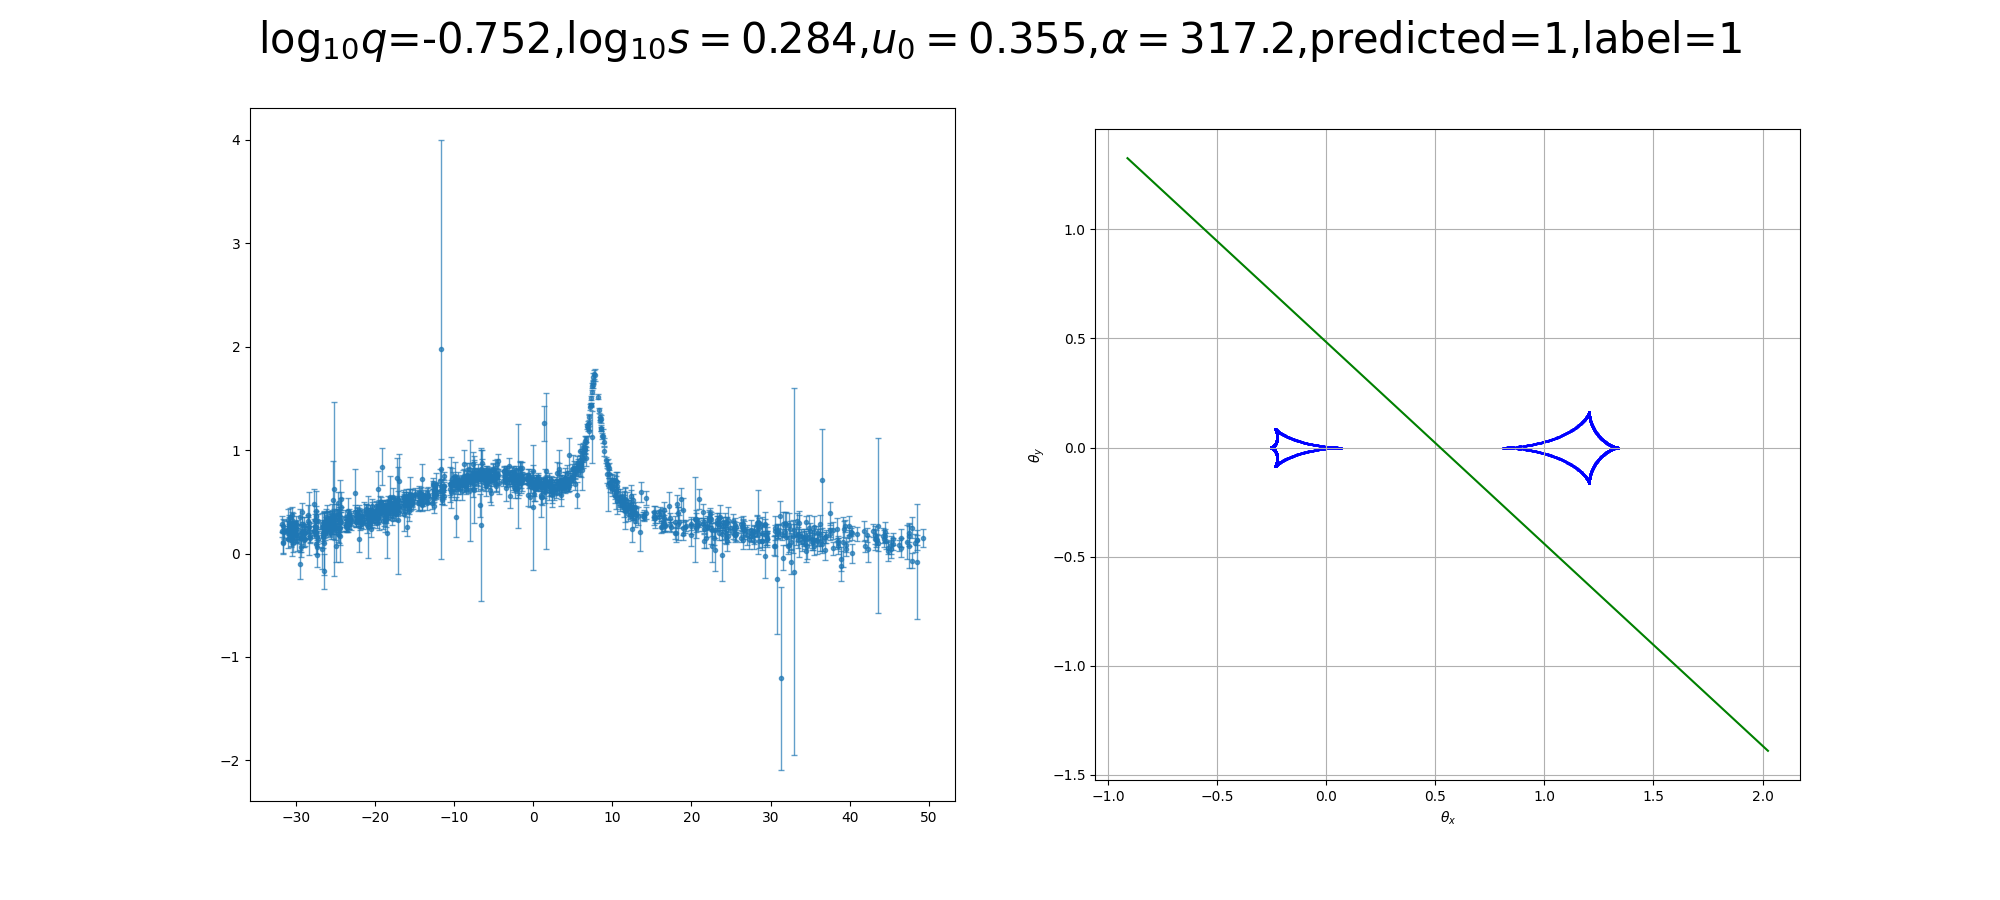 log₁₀q=-0.752,log₁₀s = 0.284,u₀ = 0.355,α = 317.2,predicted=1,label=1
4
3
2
1
0
−1
−2
−30 −20 −10 0 10 20 30 40 50
1.0
0.5
0.0
−0.5
−1.0
−1.5
θy
−1.0 −0.5 0.0 0.5 1.0 1.5 2.0
θₓ